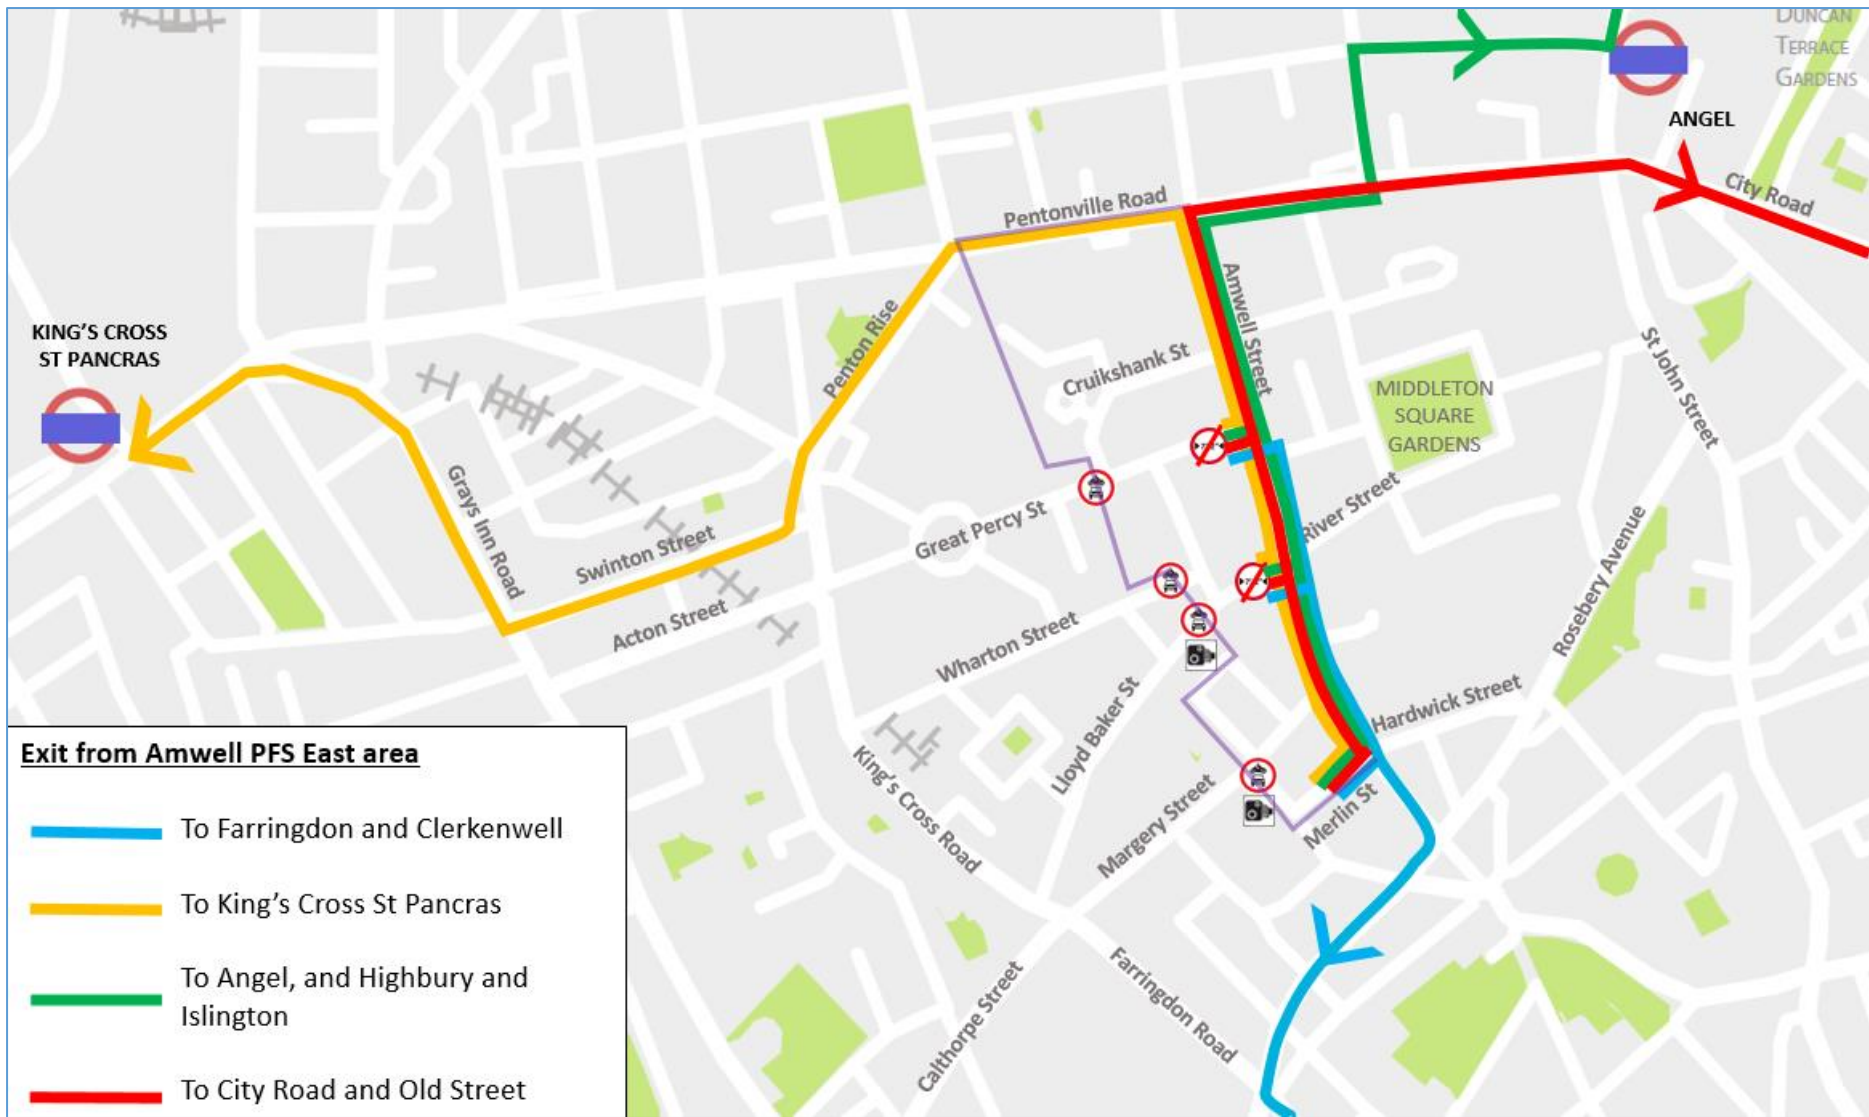 DUNCAN
TERRACE
GARDENS
ANGEL
City Road
Pentonville Road
Amwell Street
KING'S CROSS
ST PANCRAS
Penton Rise
Cruikshank St
MIDDLETON
SQUARE
GARDENS
St John Street
Grays Inn Road
Swinton Street
Great Percy St
River Street
Rosebery Avenue
Acton Street
Wharton Street
Lloyd Baker St
Hardwick Street
King's Cross Road
Margery Street
Merlin St
Calthorpe Street
Farringdon Road
Exit from Amwell PFS East area
To Farringdon and Clerkenwell
To King's Cross St Pancras
To Angel, and Highbury and
Islington
To City Road and Old Street